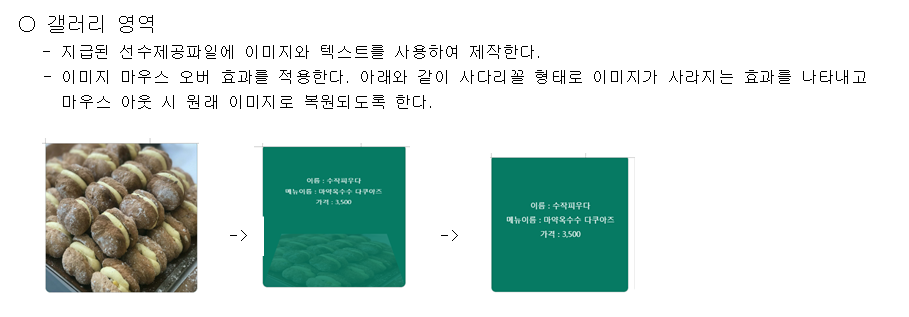 ○ 갤러리 영역
- 지급된 선수제공파일에 이미지와 텍스트를 사용하여 제작한다.
- 이미지 마우스 오버 효과를 적용한다. 아래와 같이 사다리꼴 형태로 이미지가 사라지는 효과를 나타내고
마우스 아웃 시 원래 이미지로 복원되도록 한다.
->
이름 : 수작피우다
메뉴이름 : 마약옥수수 다쿠아즈
가격 : 3,500
->
이름 : 수작피우다
메뉴이름 : 마약옥수수 다쿠아즈
가격 : 3,500